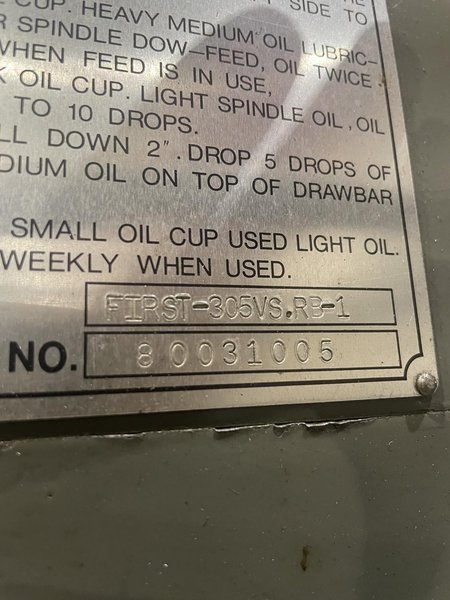 SIDE TO
CUP. HEAVY MEDIUM OIL LUBRIC-
SPINDLE DOW-FEED, OIL TWICE
WHEN FEED IS IN USE,
OIL CUP. LIGHT SPINDLE OIL, OIL
TO 10 DROPS.
DOWN 2". DROP 5 DROPS OF
DIUM OIL ON TOP OF DRAWBAR
SMALL OIL CUP USED LIGHT OIL.
WEEKLY WHEN USED.
FIRST-305VS.RB-1
NO. 80031005